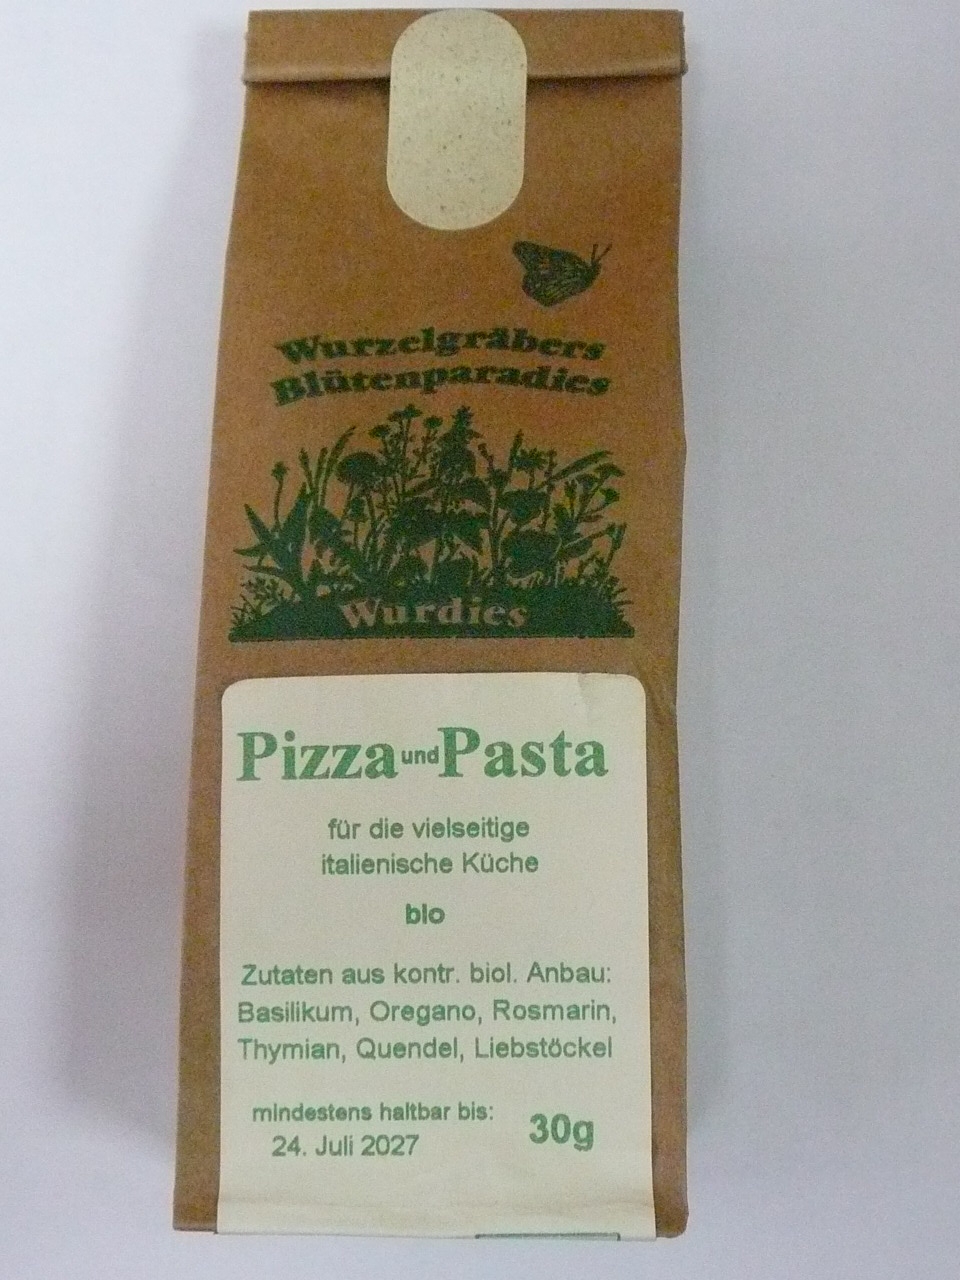 Wurzelgräbers
Blütenparadies
Wurdies
Pizza und Pasta
für die vielseitige
italienische Küche
bio
Zutaten aus kontr. biol. Anbau:
Basilikum, Oregano, Rosmarin,
Thymian, Quendel, Liebstöckel
mindestens haltbar bis:
24. Juli 2027
30g